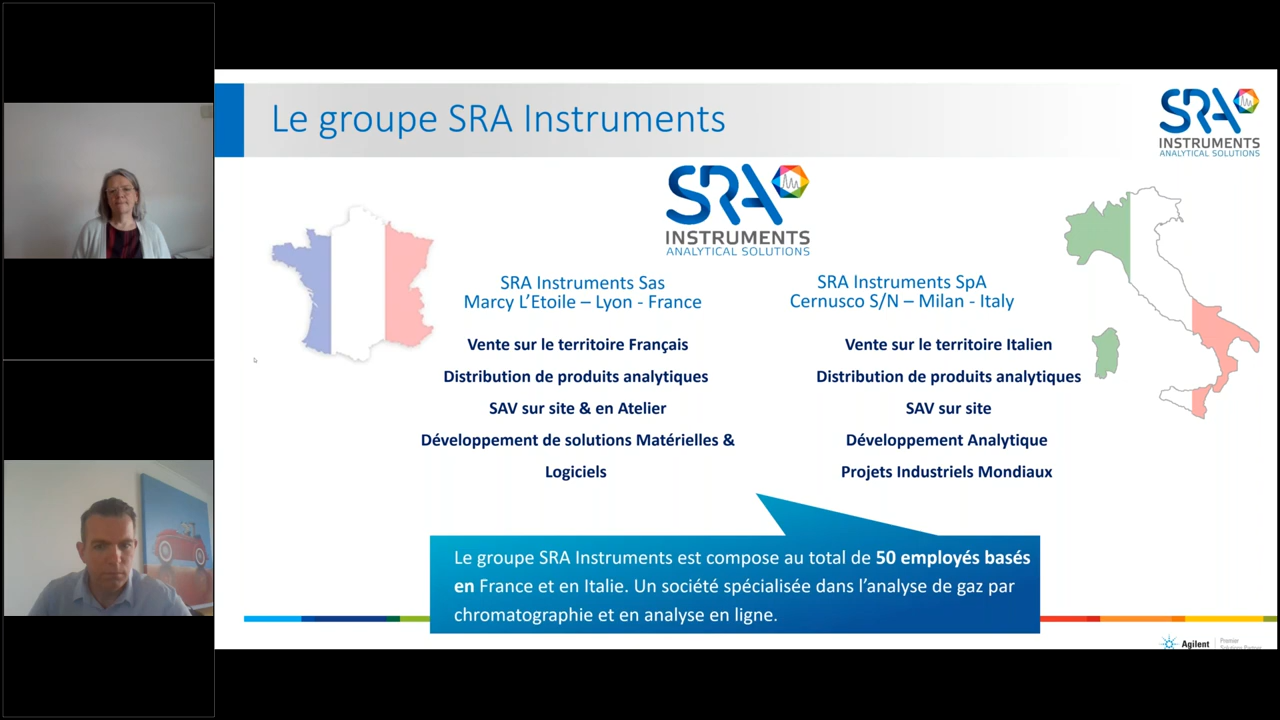 Le groupe SRA Instruments
SRA
INSTRUMENTS
ANALYTICAL SOLUTIONS
SRA
INSTRUMENTS
ANALYTICAL SOLUTIONS
SRA Instruments Sas
Marcy L'Etoile – Lyon - France
Vente sur le territoire Français
Distribution de produits analytiques
SAV sur site & en Atelier
Développement de solutions Matérielles &
Logiciels
SRA Instruments SpA
Cernusco S/N – Milan - Italy
Vente sur le territoire Italien
Distribution de produits analytiques
SAV sur site
Développement Analytique
Projets Industriels Mondiaux
Le groupe SRA Instruments est compose au total de 50 employés basés
en France et en Italie. Un société spécialisée dans l'analyse de gaz par
chromatographie et en analyse en ligne.
Agilent
Premier
Solutions Partner